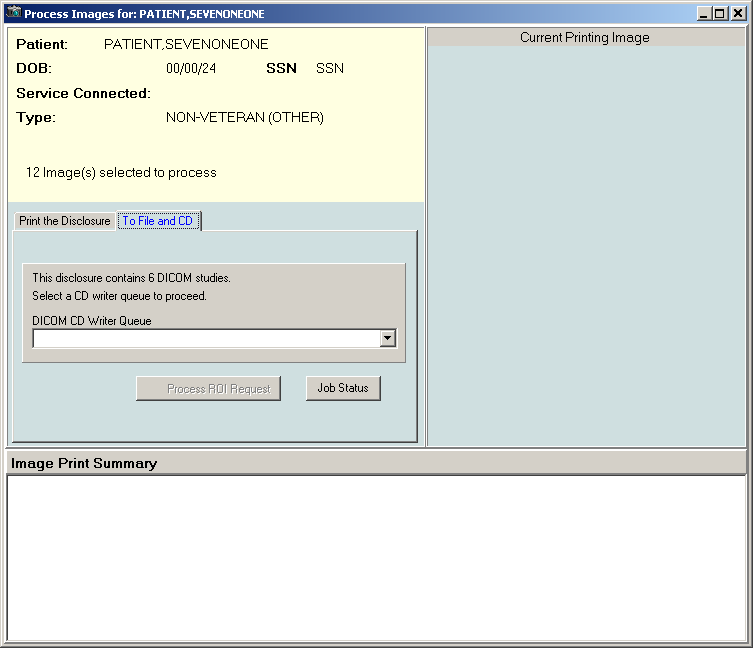 Process Images for: PATIENT,SEVENONEONE
Patient: PATIENT,SEVENONEONE
DOB: 00/00/24 SSN SSN
Service Connected:
Type: NON-VETERAN (OTHER)
12 Image(s) selected to process
Current Printing Image
Print the Disclosure To File and CD
This disclosure contains 6 DICOM studies.
Select a CD writer queue to proceed.
DICOM CD Writer Queue
Process ROI Request Job Status
Image Print Summary